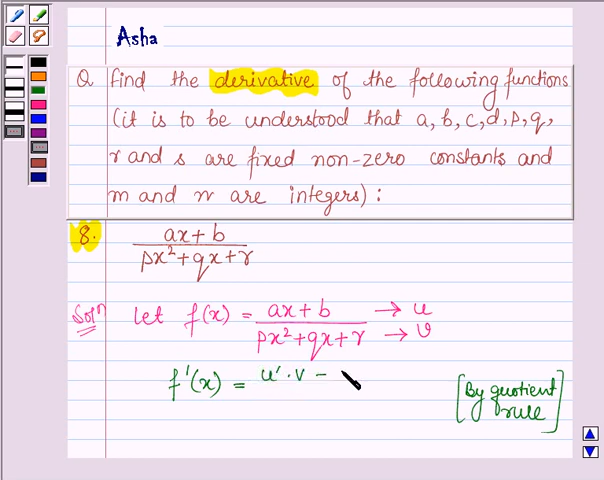 Asha
Q find the derivative of the following functions
(it is to be understood that a, b, c, d, p, q,
r and s are fixed non-zero constants and
m and n are integers) :
8. ax + b
px² + qx + r
Solⁿ Let f(x) = ax + b → u
px² + qx + r → v
f'(x) = u' · v -
[By quotient
rule]